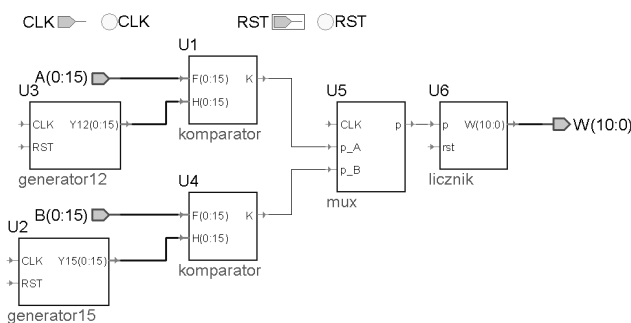 CLK CLK RST RST
U1
A(0:15) F(0:15) K
U3
H(0:15)
CLK Y12(0:15)
RST
komparator
generator12
U5 U6
CLK p p W(10:0) W(10:0)
p_A rst
p_B
licznik
mux
U4
B(0:15) F(0:15) K
U2
H(0:15)
CLK Y15(0:15)
RST
komparator
generator15